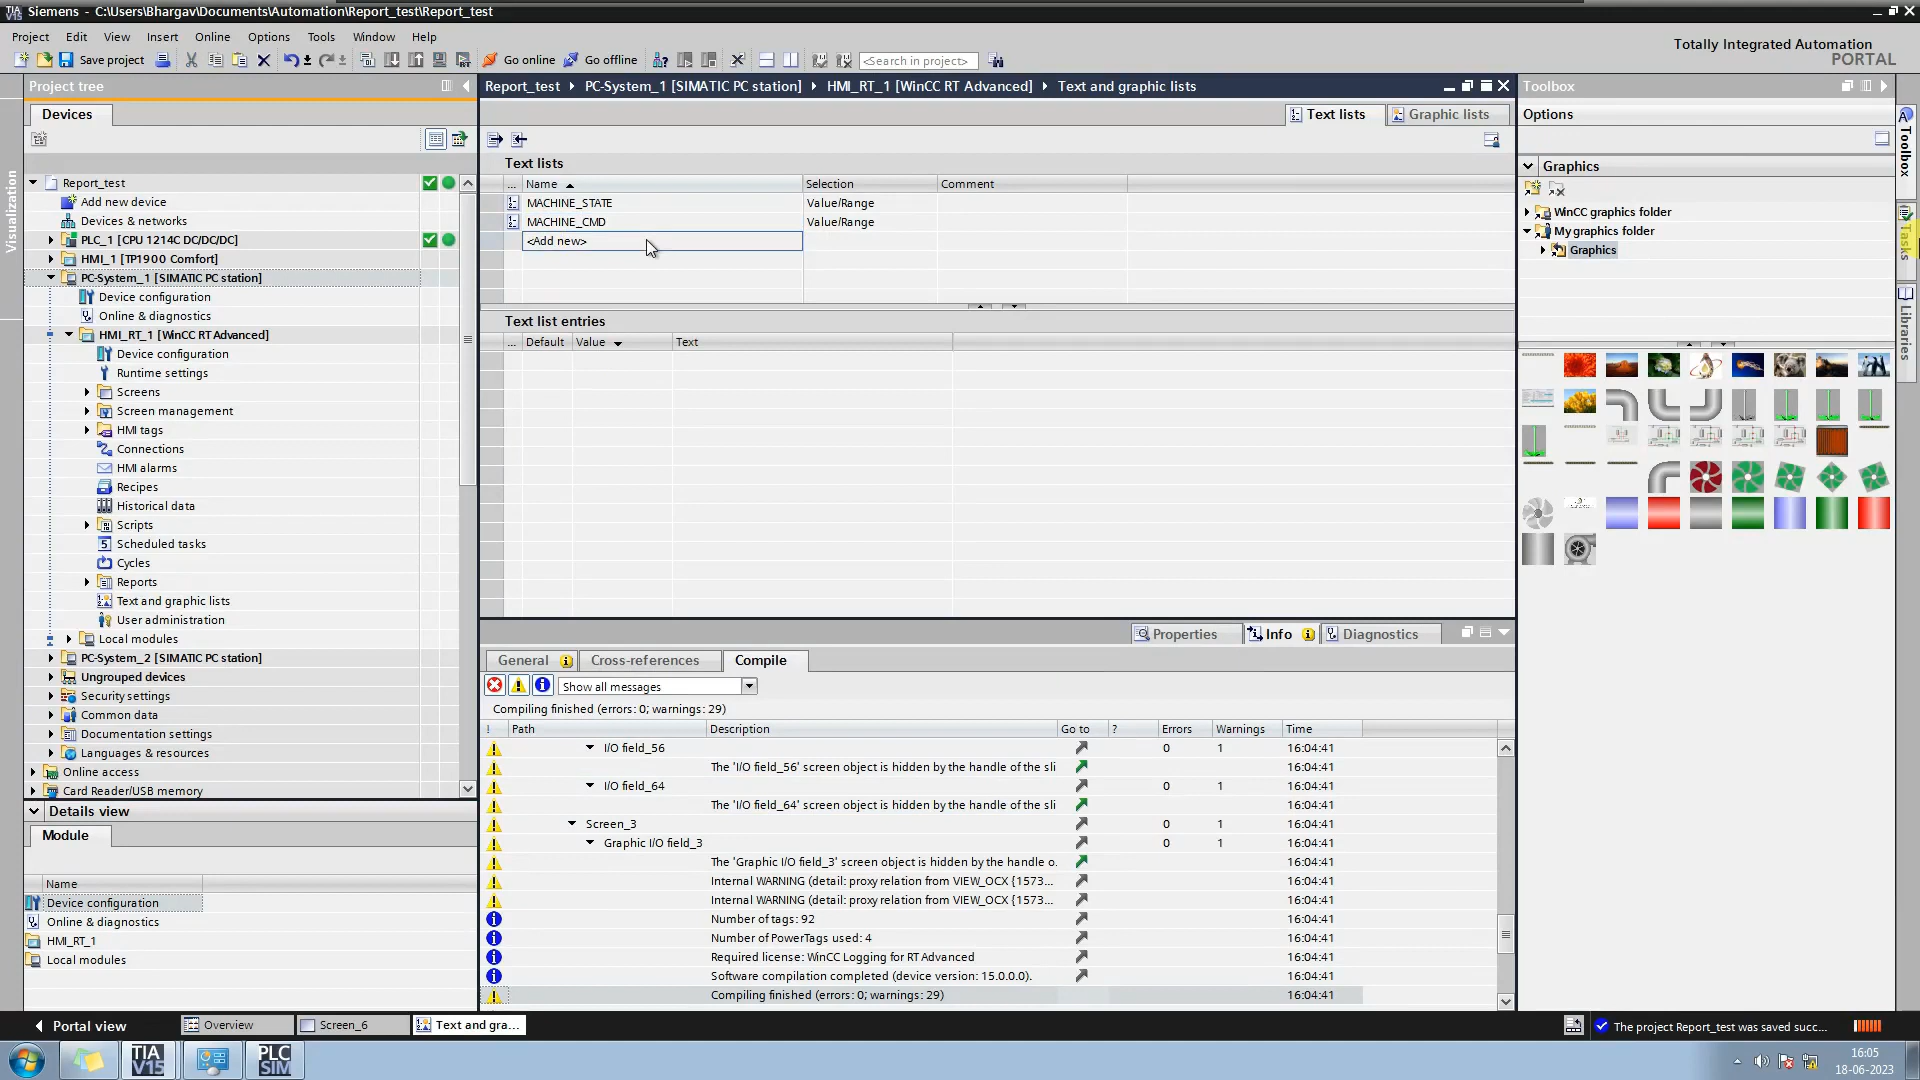 TIA V15 Siemens - C:\Users\Bhargav\Documents\Automation\Report_test\Report_test
Project Edit View Insert Online Options Tools Window Help
Totally Integrated Automation
PORTAL
Save project
Go online
Go offline
<Search in project>
Project tree
Report_test PC-System_1 [SIMATIC PC station] HMI_RT_1 [WinCC RT Advanced] Text and graphic lists
Toolbox
Devices
Text lists
Graphic lists
Options
Visualization
Report_test
Add new device
Devices & networks
PLC_1 [CPU 1214C DC/DC/DC]
HMI_1 [TP1900 Comfort]
PC-System_1 [SIMATIC PC station]
Device configuration
Online & diagnostics
HMI_RT_1 [WinCC RT Advanced]
Device configuration
Runtime settings
Screens
Screen management
HMI tags
Connections
HMI alarms
Recipes
Historical data
Scripts
Scheduled tasks
Cycles
Reports
Text and graphic lists
User administration
Local modules
PC-System_2 [SIMATIC PC station]
Ungrouped devices
Security settings
Common data
Documentation settings
Languages & resources
Online access
Card Reader/USB memory
Details view
Module
Name
Device configuration
Online & diagnostics
HMI_RT_1
Local modules
Text lists
... Name Selection Comment
MACHINE_STATE Value/Range
MACHINE_CMD Value/Range
<Add new>
Text list entries
... Default Value Text
Properties Info Diagnostics
General Cross-references Compile
Show all messages
Compiling finished (errors: 0; warnings: 29)
! Path Description Go to ? Errors Warnings Time
I/O field_56 0 1 16:04:41
The 'I/O field_56' screen object is hidden by the handle of the sli 16:04:41
I/O field_64 0 1 16:04:41
The 'I/O field_64' screen object is hidden by the handle of the sli 16:04:41
Screen_3 0 1 16:04:41
Graphic I/O field_3 0 1 16:04:41
The 'Graphic I/O field_3' screen object is hidden by the handle o. 16:04:41
Internal WARNING (detail: proxy relation from VIEW_OCX {1573... 16:04:41
Internal WARNING (detail: proxy relation from VIEW_OCX {1573... 16:04:41
Number of tags: 92 16:04:41
Number of PowerTags used: 4 16:04:41
Required license: WinCC Logging for RT Advanced 16:04:41
Software compilation completed (device version: 15.0.0.0). 16:04:41
Compiling finished (errors: 0; warnings: 29) 16:04:41
Graphics
WinCC graphics folder
My graphics folder
Graphics
Toolbox
Tasks
Libraries
Portal view
Overview
Screen_6
Text and gra...
The project Report_test was saved succ...
TIA V15
PLC SIM
16:05
18-06-2023